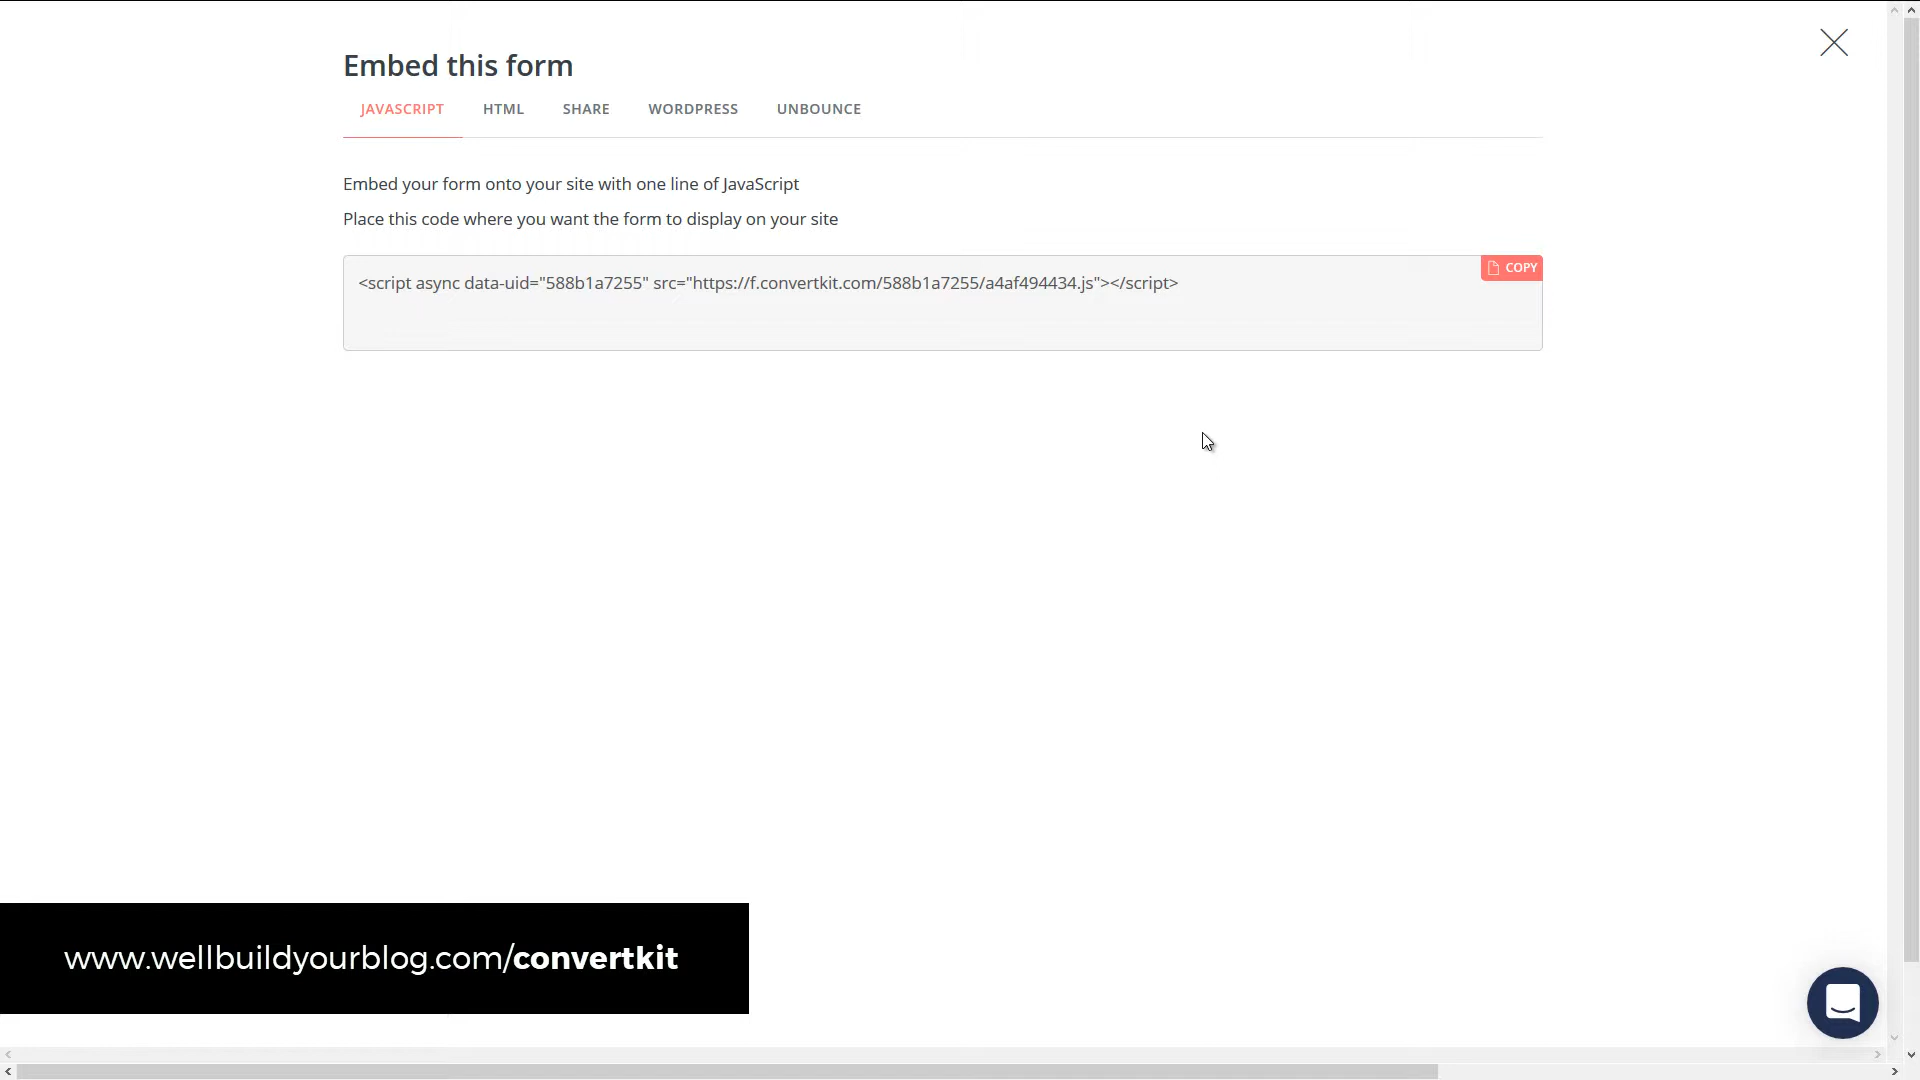 Embed this form
JAVASCRIPT HTML SHARE WORDPRESS UNBOUNCE
Embed your form onto your site with one line of JavaScript
Place this code where you want the form to display on your site
COPY
<script async data-uid="588b1a7255" src="https://f.convertkit.com/588b1a7255/a4af494434.js"></script>
www.wellbuildyourblog.com/convertkit